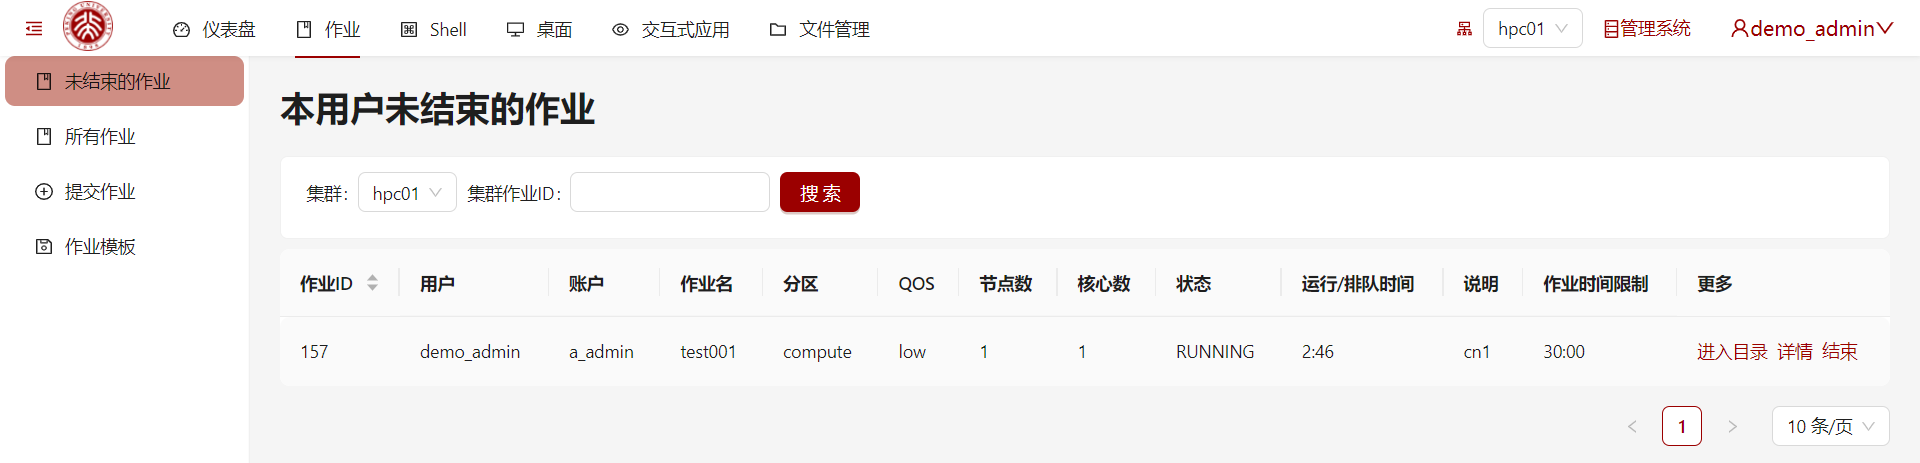 仪表盘 作业 Shell 桌面 交互式应用 文件管理 hpc01 管理系统 demo_admin
未结束的作业
所有作业
提交作业
作业模板
本用户未结束的作业
集群: hpc01 集群作业ID: 搜 索
作业ID 用户 账户 作业名 分区 QOS 节点数 核心数 状态 运行/排队时间 说明 作业时间限制 更多
157 demo_admin a_admin test001 compute low 1 1 RUNNING 2:46 cn1 30:00 进入目录 详情 结束
1 10 条/页